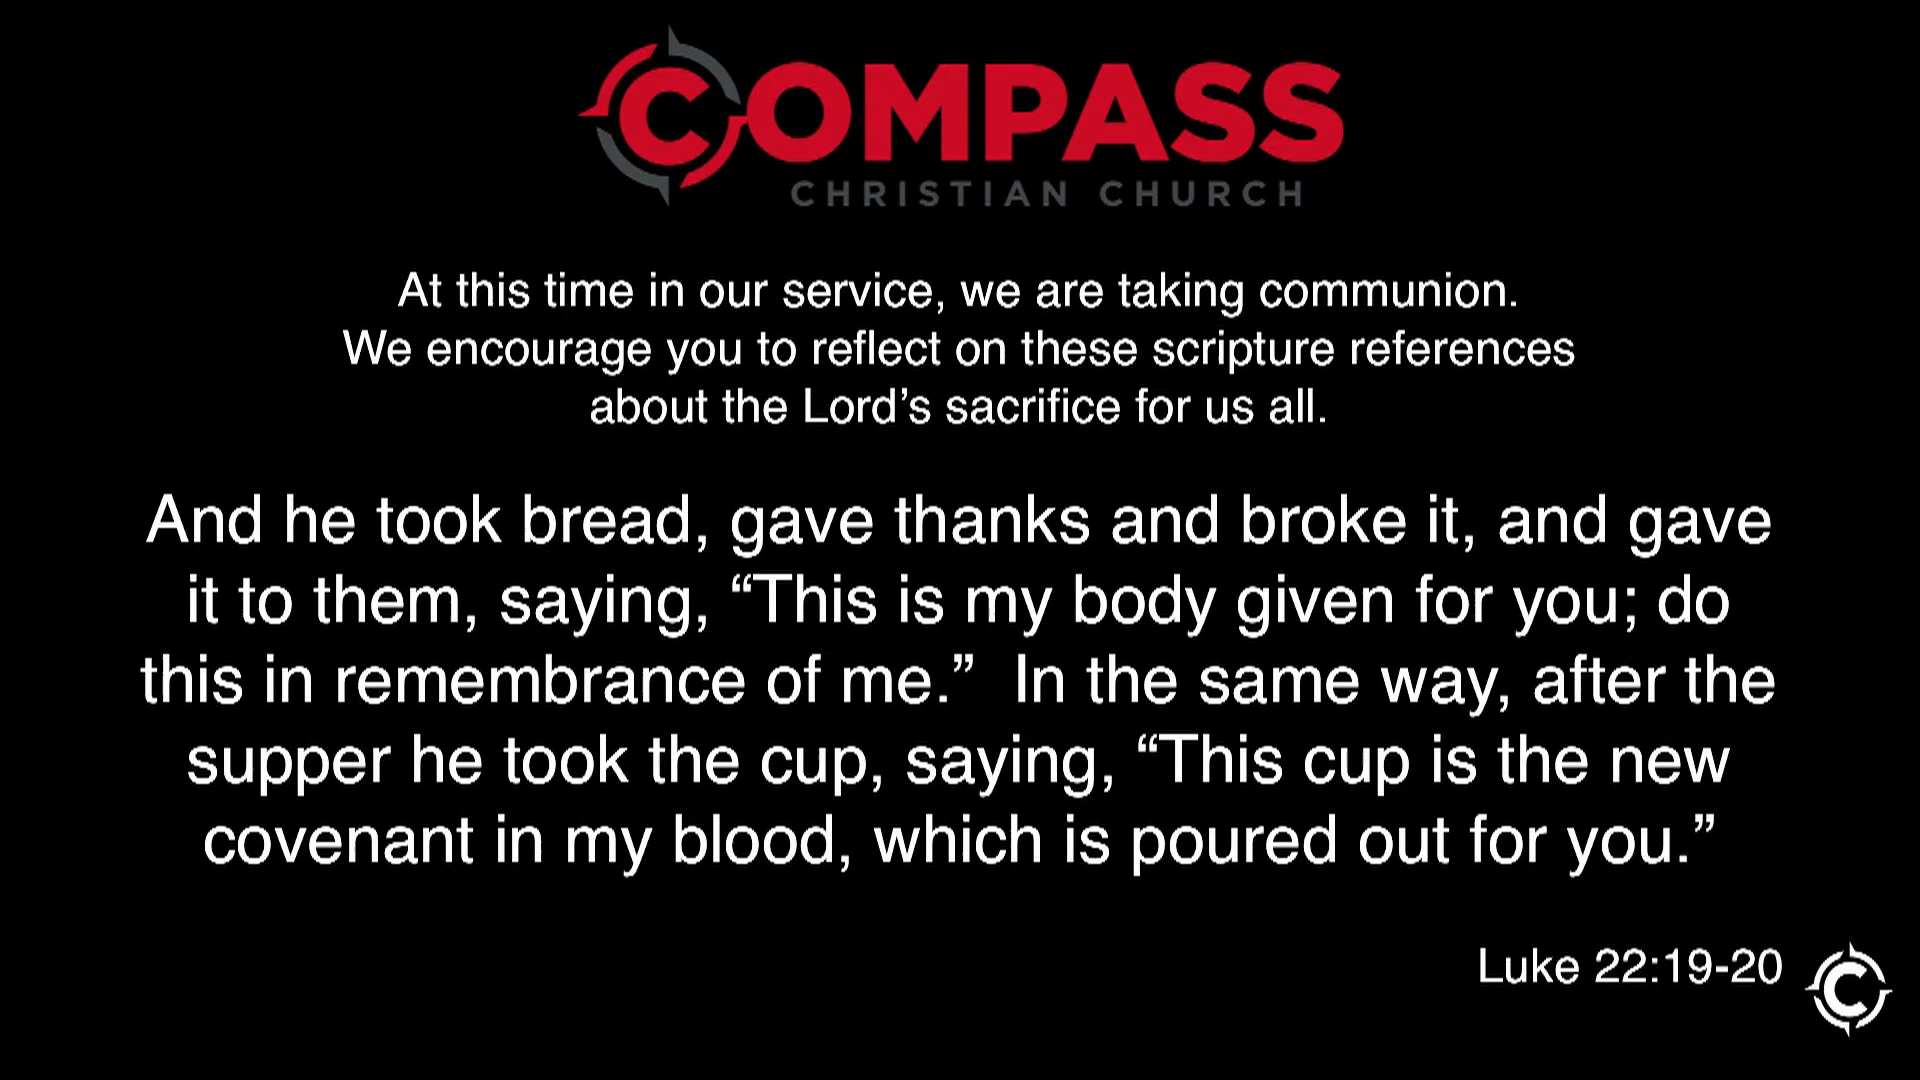 COMPASS
CHRISTIAN CHURCH
At this time in our service, we are taking communion.
We encourage you to reflect on these scripture references
about the Lord’s sacrifice for us all.
And he took bread, gave thanks and broke it, and gave
it to them, saying, “This is my body given for you; do
this in remembrance of me.”  In the same way, after the
supper he took the cup, saying, “This cup is the new
covenant in my blood, which is poured out for you.”
Luke 22:19-20
C